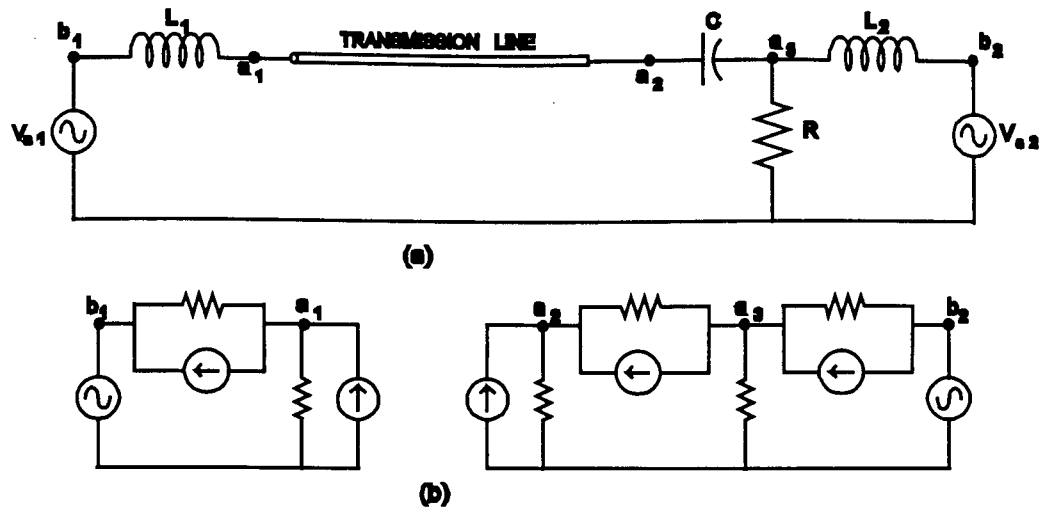 b1 L1 a1 TRANSMISSION LINE a2 C a3 L2 b2
Vs1 R Vs2
(a)
b1 a1 a2 a3 b2
(b)